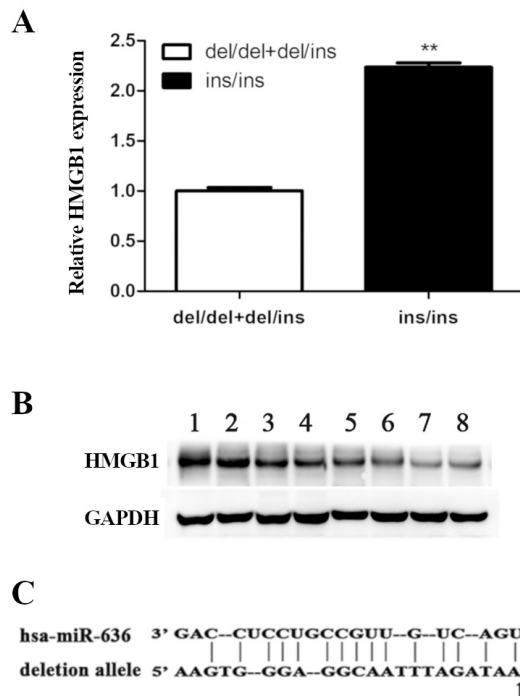 A
Relative HMGB1 expression
2.5
2.0
1.5
1.0
0.5
0.0
del/del+del/ins
ins/ins
**
del/del+del/ins ins/ins
B
1 2 3 4 5 6 7 8
HMGB1
GAPDH
C
hsa-miR-636 3’ GAC--CUCCUGCCGUU--G--UC--AGU
deletion allele 5’ AAGTG--GGA--GGCAATTTAGATAA
1